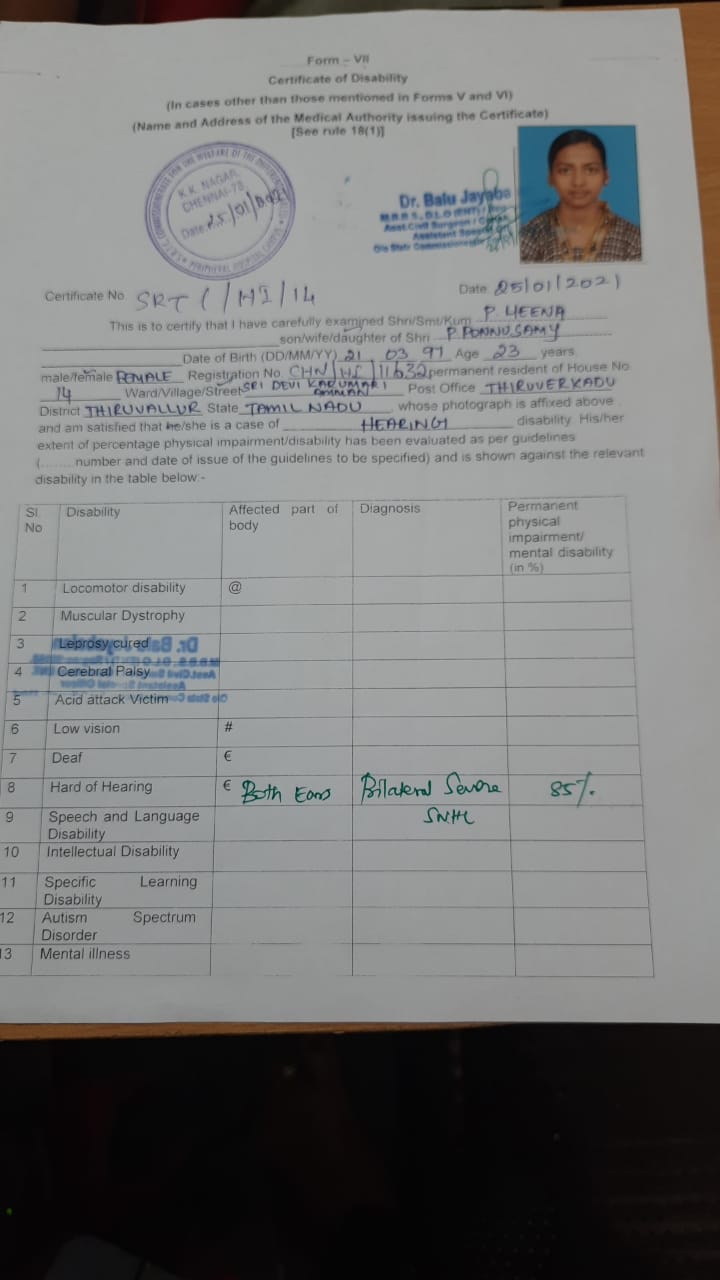 Form – VII
Certificate of Disability
(In cases other than those mentioned in Forms V and VI)
(Name and Address of the Medical Authority issuing the Certificate)
[See rule 18(1)]
K.K. NAGAR,
CHENNAI-78
Date: 25/01/2021
Dr. Balu
Certificate No. SRTC/HI/14
Date 25/01/2021
This is to certify that I have carefully examined Shri/Smt/Kum P. MEENA
son/wife/daughter of Shri P. PONNUSAMY
Date of Birth (DD/MM/YY) 21 03 97 Age 23 years
male/female FEMALE Registration No. CHN/HI/11632 permanent resident of House No.
14 Ward/Village/Street SRI DEVI KARUMARI AMMAN Post Office THIRUVERKADU
District THIRUVALLUR State TAMIL NADU whose photograph is affixed above
and am satisfied that he/she is a case of HEARING disability. His/her
extent of percentage physical impairment/disability has been evaluated as per guidelines
(.......number and date of issue of the guidelines to be specified) and is shown against the relevant
disability in the table below:-
Sl No Disability Affected part of body Diagnosis Permanent physical impairment/ mental disability (in %)
1 Locomotor disability @
2 Muscular Dystrophy
3 Leprosy cured
4 Cerebral Palsy
5 Acid attack Victim
6 Low vision #
7 Deaf €
8 Hard of Hearing € Both Ears Bilateral Severe SNHL 85%
9 Speech and Language Disability
10 Intellectual Disability
11 Specific Learning Disability
12 Autism Spectrum Disorder
13 Mental illness